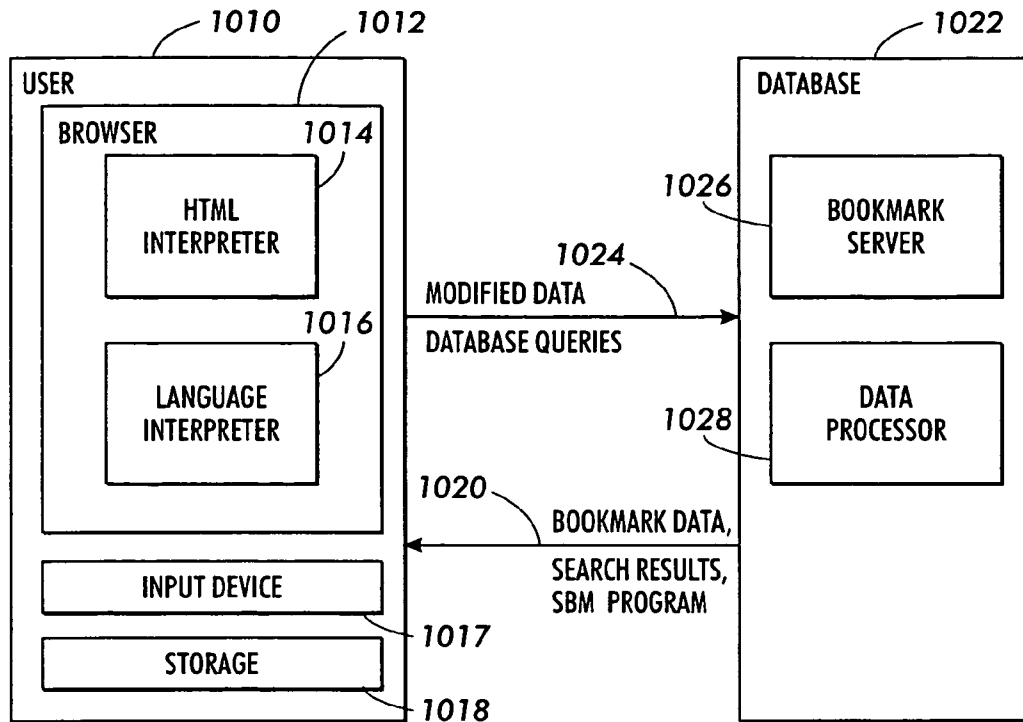 1010
1012
1022
USER
BROWSER
1014
HTML
INTERPRETER
1016
LANGUAGE
INTERPRETER
INPUT DEVICE
1017
STORAGE
1018
1024
MODIFIED DATA
DATABASE QUERIES
1020
BOOKMARK DATA,
SEARCH RESULTS,
SBM PROGRAM
DATABASE
1026
BOOKMARK
SERVER
1028
DATA
PROCESSOR